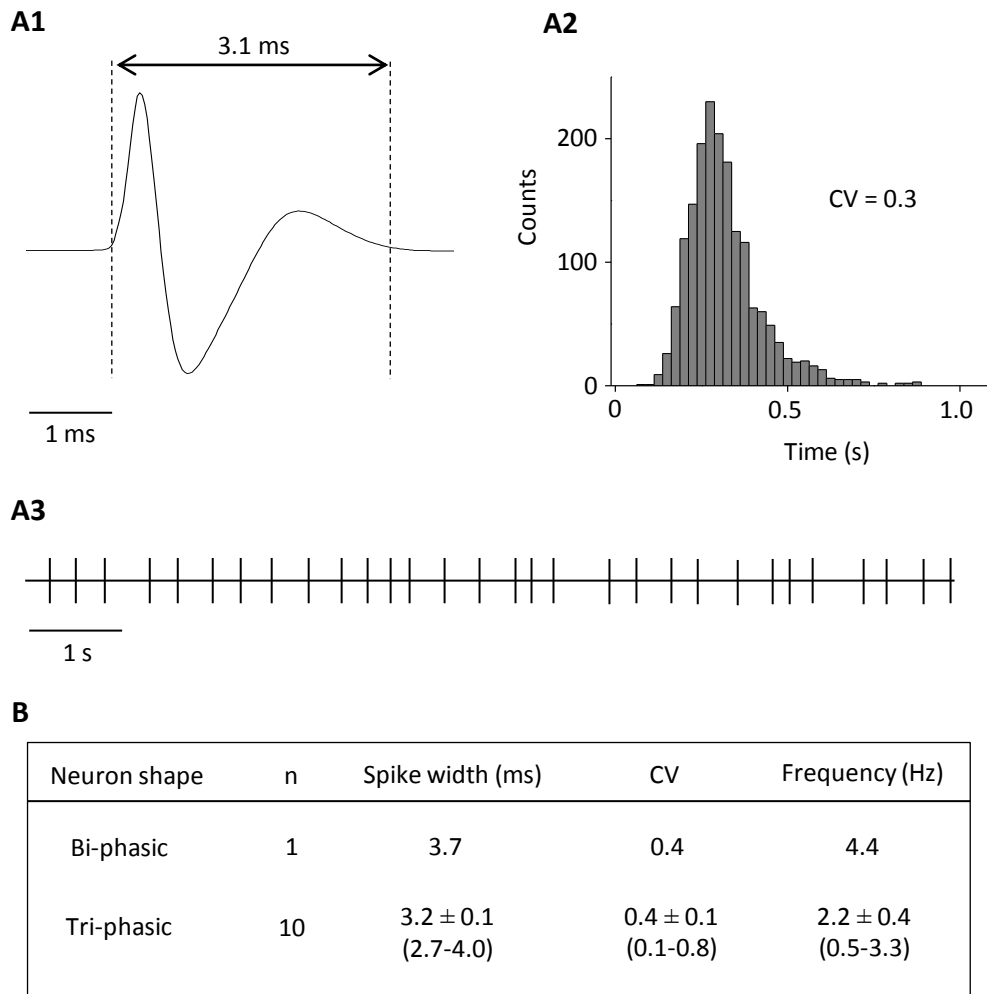 A1
3.1 ms
1 ms
A2
Counts
200
100
0
CV = 0.3
0 0.5 1.0
Time (s)
A3
1 s
B
Neuron shape n Spike width (ms) CV Frequency (Hz)
Bi-phasic 1 3.7 0.4 4.4
Tri-phasic 10 3.2 ± 0.1 0.4 ± 0.1 2.2 ± 0.4
(2.7-4.0) (0.1-0.8) (0.5-3.3)